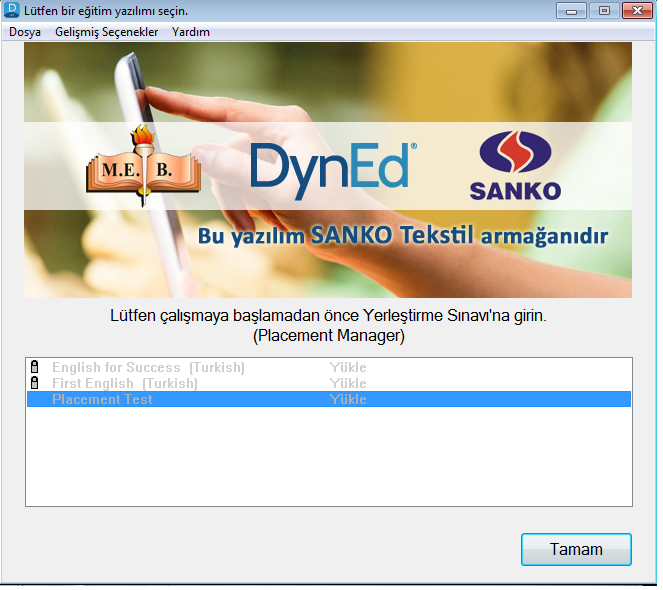 Lütfen bir eğitim yazılımı seçin.
Dosya Gelişmiş Seçenekler Yardım
M.E. B. DynEd® SANKO
Bu yazılım SANKO Tekstil armağanıdır
Lütfen çalışmaya başlamadan önce Yerleştirme Sınavı'na girin.
(Placement Manager)
English for Success (Turkish) Yükle
First English (Turkish) Yükle
Placement Test Yükle
Tamam